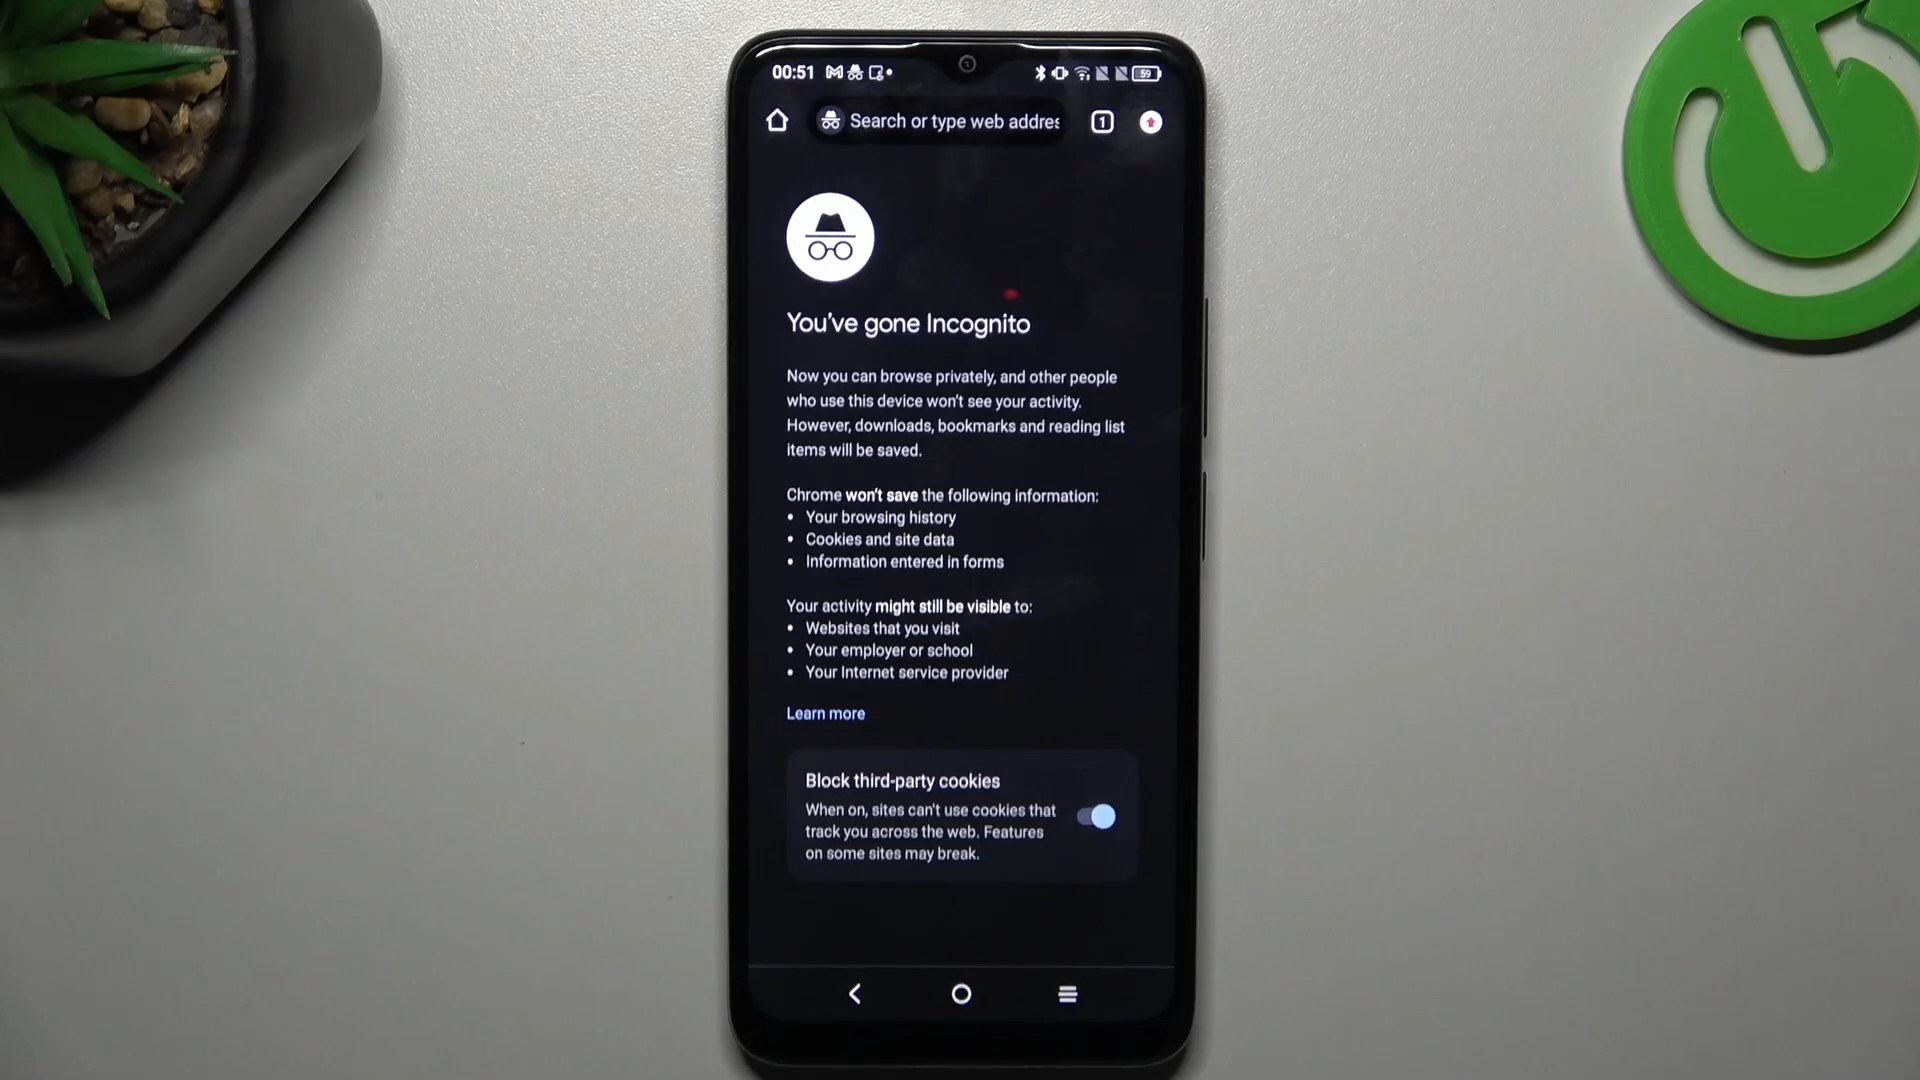 00:51
59
Search or type web addres
1
You've gone Incognito
Now you can browse privately, and other people
who use this device won't see your activity.
However, downloads, bookmarks and reading list
items will be saved.
Chrome won't save the following information:
• Your browsing history
• Cookies and site data
• Information entered in forms
Your activity might still be visible to:
• Websites that you visit
• Your employer or school
• Your Internet service provider
Learn more
Block third-party cookies
When on, sites can't use cookies that
track you across the web. Features
on some sites may break.